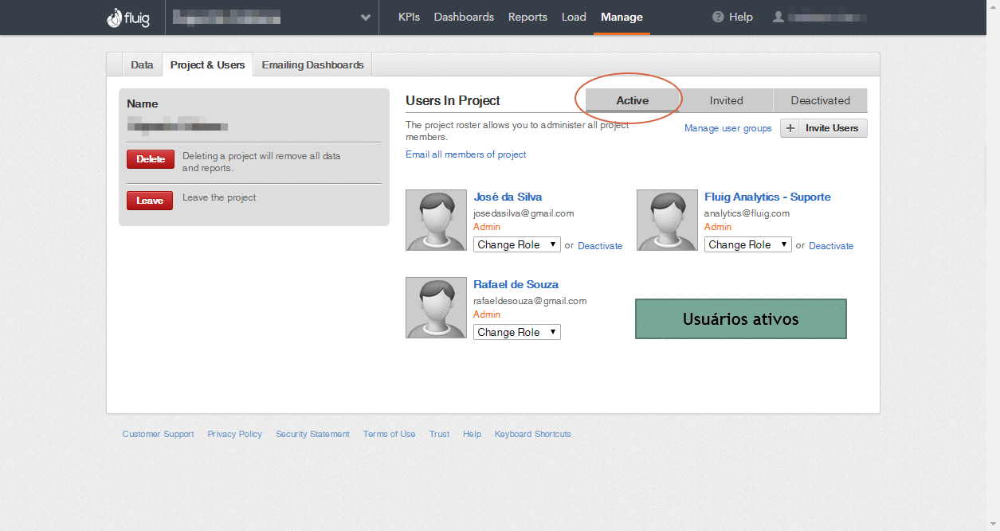 fluig
KPIs Dashboards Reports Load Manage
Help
Data Project & Users Emailing Dashboards
Name
Delete Deleting a project will remove all data
and reports.
Leave Leave the project
Users In Project
Active Invited Deactivated
The project roster allows you to administer all project
members.
Manage user groups + Invite Users
Email all members of project
José da Silva
josedasilva@gmail.com
Admin
Change Role or Deactivate
Fluig Analytics - Suporte
analytics@fluig.com
Admin
Change Role or Deactivate
Rafael de Souza
rafaeldesouza@gmail.com
Admin
Change Role
Usuários ativos
Customer Support Privacy Policy Security Statement Terms of Use Trust Help Keyboard Shortcuts